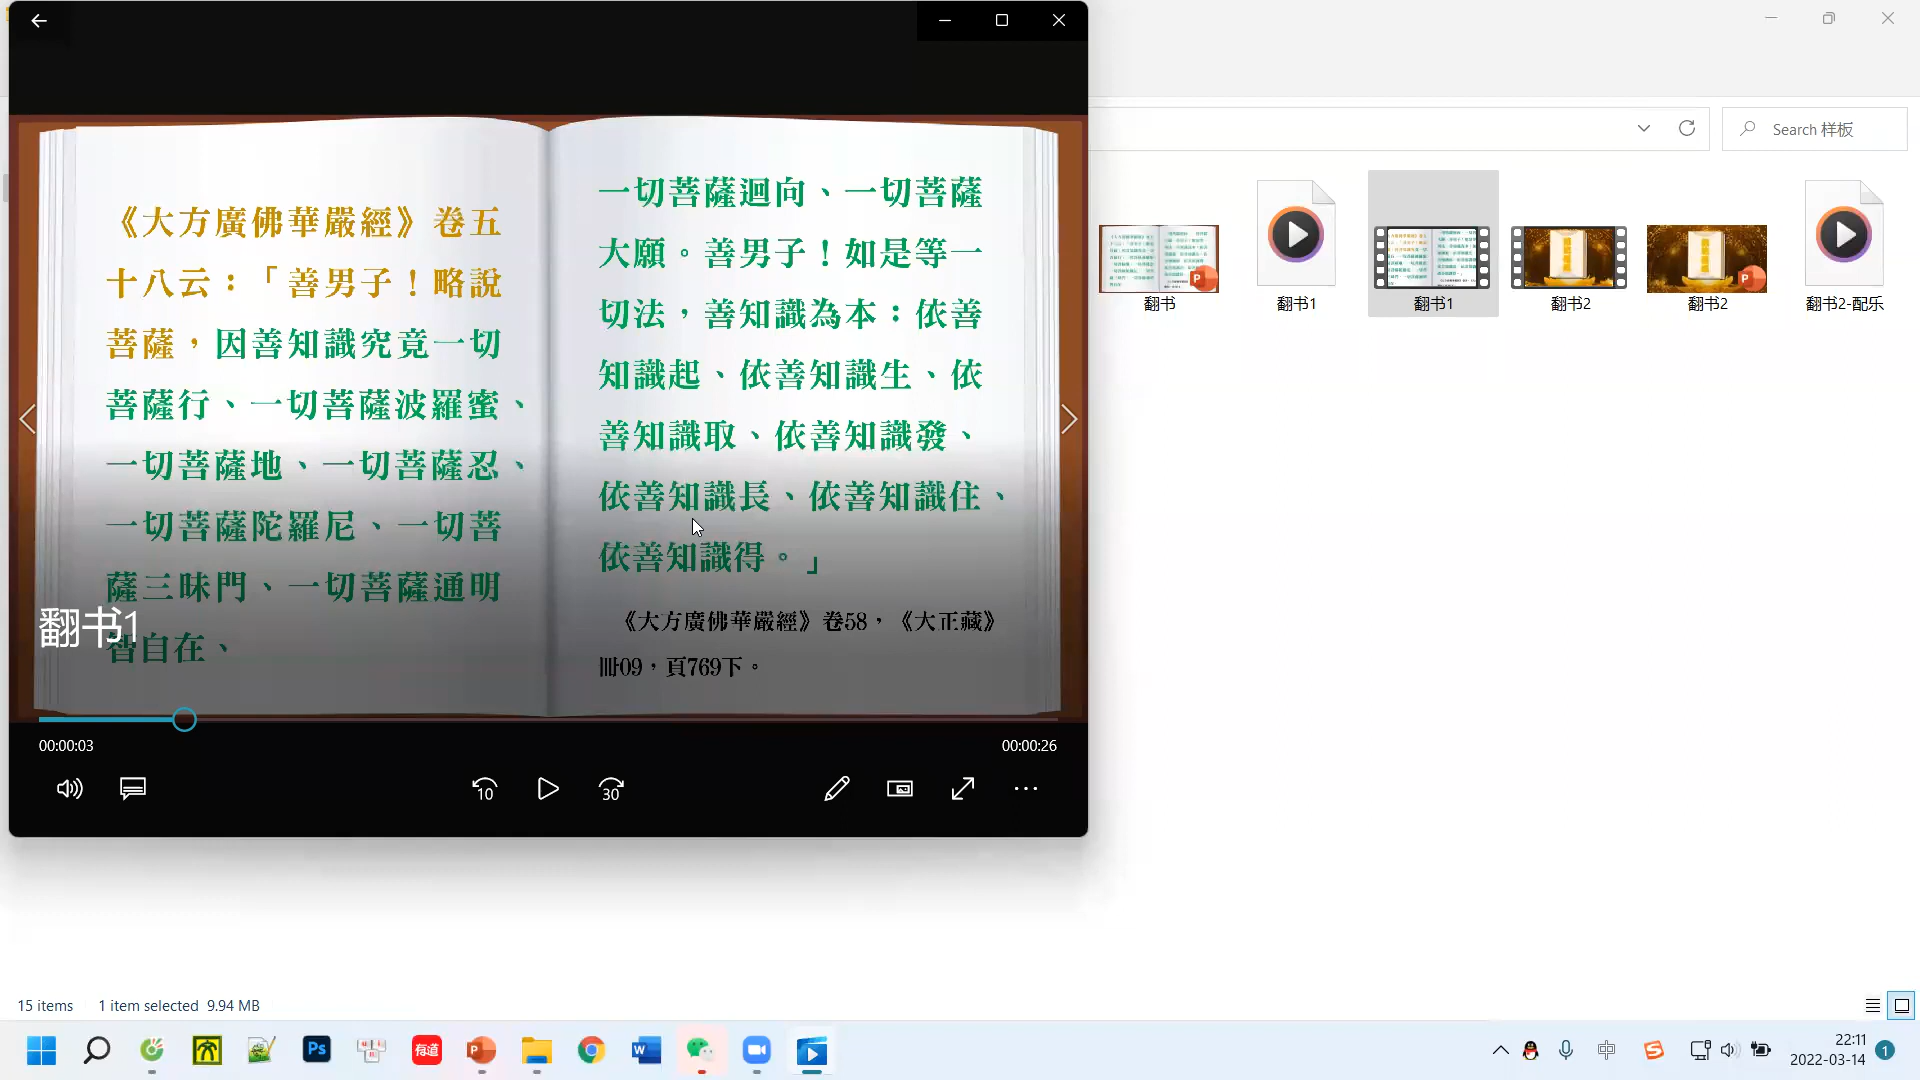 Search 样板
《大方廣佛華嚴經》卷五
十八云：「善男子！略說
菩薩，因善知識究竟一切
菩薩行、一切菩薩波羅蜜、
一切菩薩地、一切菩薩忍、
一切菩薩陀羅尼、一切菩
薩三昧門、一切菩薩通明
智自在、
一切菩薩迴向、一切菩薩
大願。善男子！如是等一
切法，善知識為本：依善
知識起、依善知識生、依
善知識取、依善知識發、
依善知識長、依善知識住、
依善知識得。」
《大方廣佛華嚴經》卷58，《大正藏》
冊09，頁769下。
翻书1
00:00:03
00:00:26
10
30
翻书
翻书1
翻书1
翻书2
翻书2
翻书2-配乐
15 items 1 item selected 9.94 MB
Ps
有道
P
W
中
22:11
2022-03-14
1